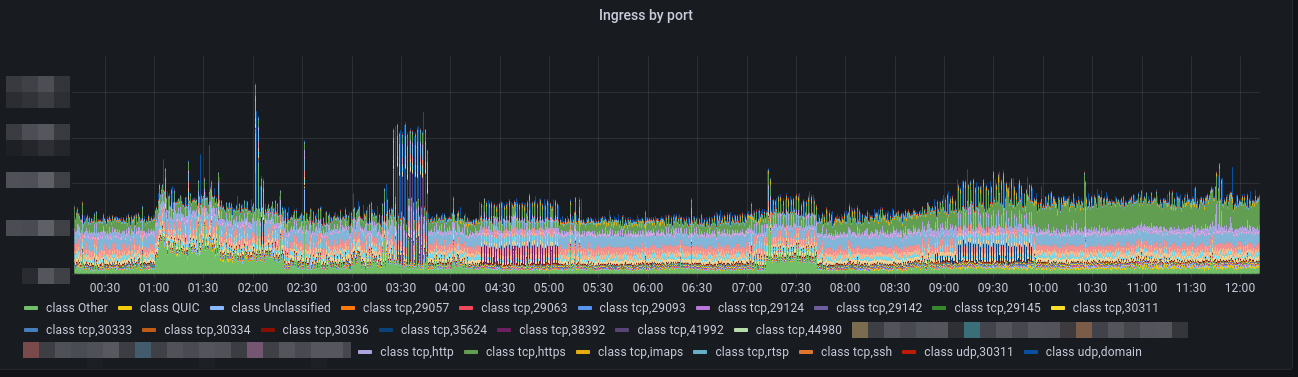 Ingress by port
00:30 01:00 01:30 02:00 02:30 03:00 03:30 04:00 04:30 05:00 05:30 06:00 06:30 07:00 07:30 08:00 08:30 09:00 09:30 10:00 10:30 11:00 11:30 12:00
class Other class QUIC class Unclassified class tcp,29057 class tcp,29063 class tcp,29093 class tcp,29124 class tcp,29142 class tcp,29145 class tcp,30311
class tcp,30333 class tcp,30334 class tcp,30336 class tcp,35624 class tcp,38392 class tcp,41992 class tcp,44980
class tcp,http class tcp,https class tcp,imaps class tcp,rtsp class tcp,ssh class udp,30311 class udp,domain